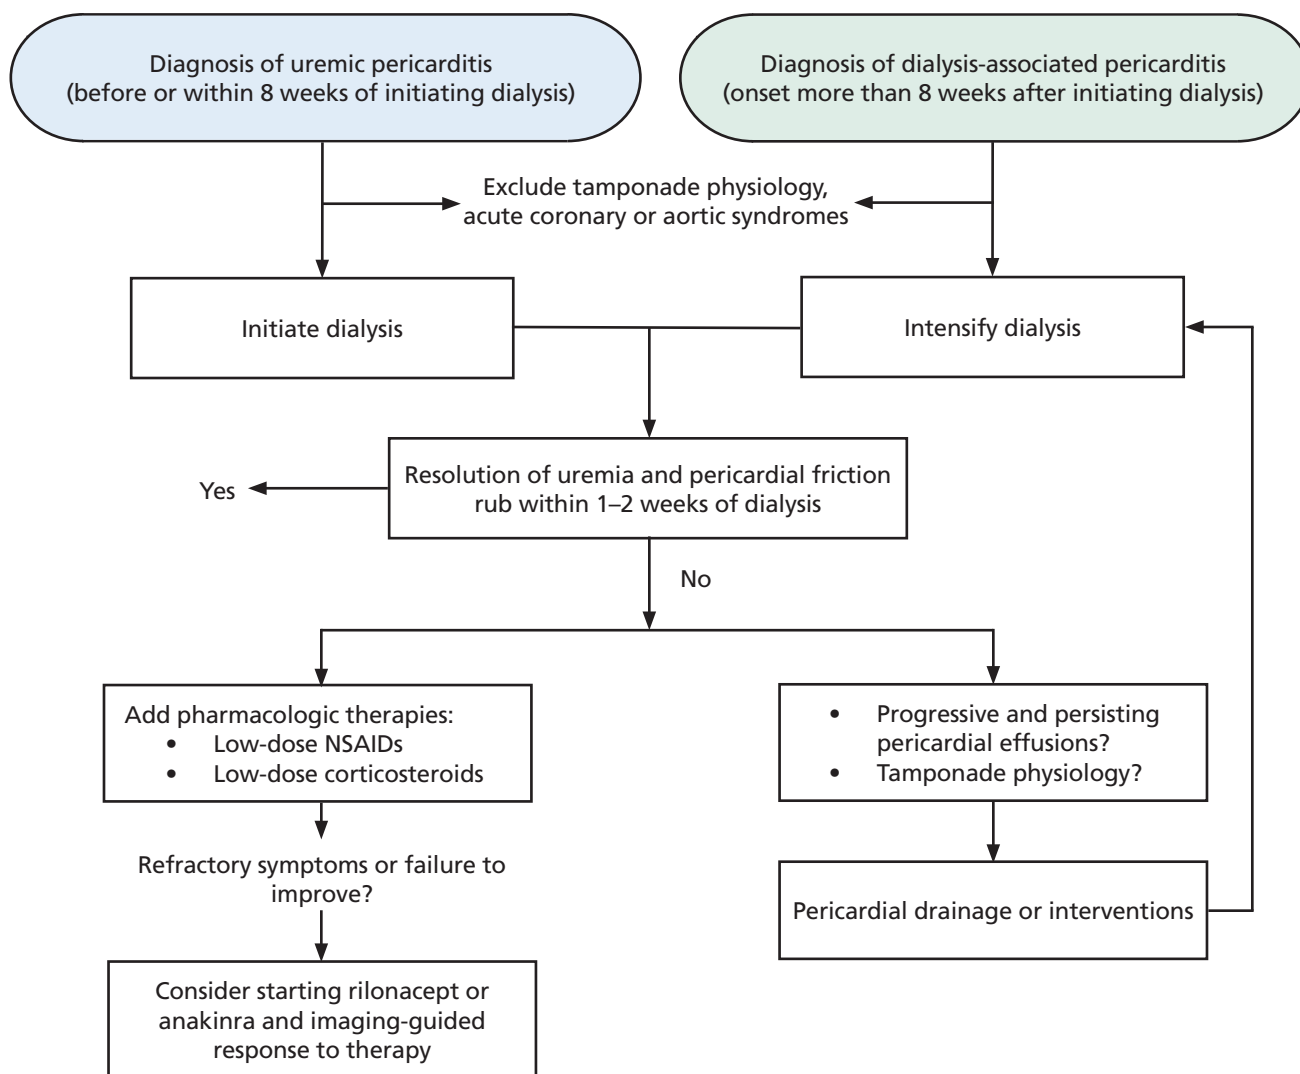 Diagnosis of uremic pericarditis
(before or within 8 weeks of initiating dialysis)
Diagnosis of dialysis-associated pericarditis
(onset more than 8 weeks after initiating dialysis)
Exclude tamponade physiology,
acute coronary or aortic syndromes
Initiate dialysis
Intensify dialysis
Resolution of uremia and pericardial friction
rub within 1–2 weeks of dialysis
Yes
No
Add pharmacologic therapies:
• Low-dose NSAIDs
• Low-dose corticosteroids
• Progressive and persisting
pericardial effusions?
• Tamponade physiology?
Refractory symptoms or failure to
improve?
Pericardial drainage or interventions
Consider starting rilonacept or
anakinra and imaging-guided
response to therapy